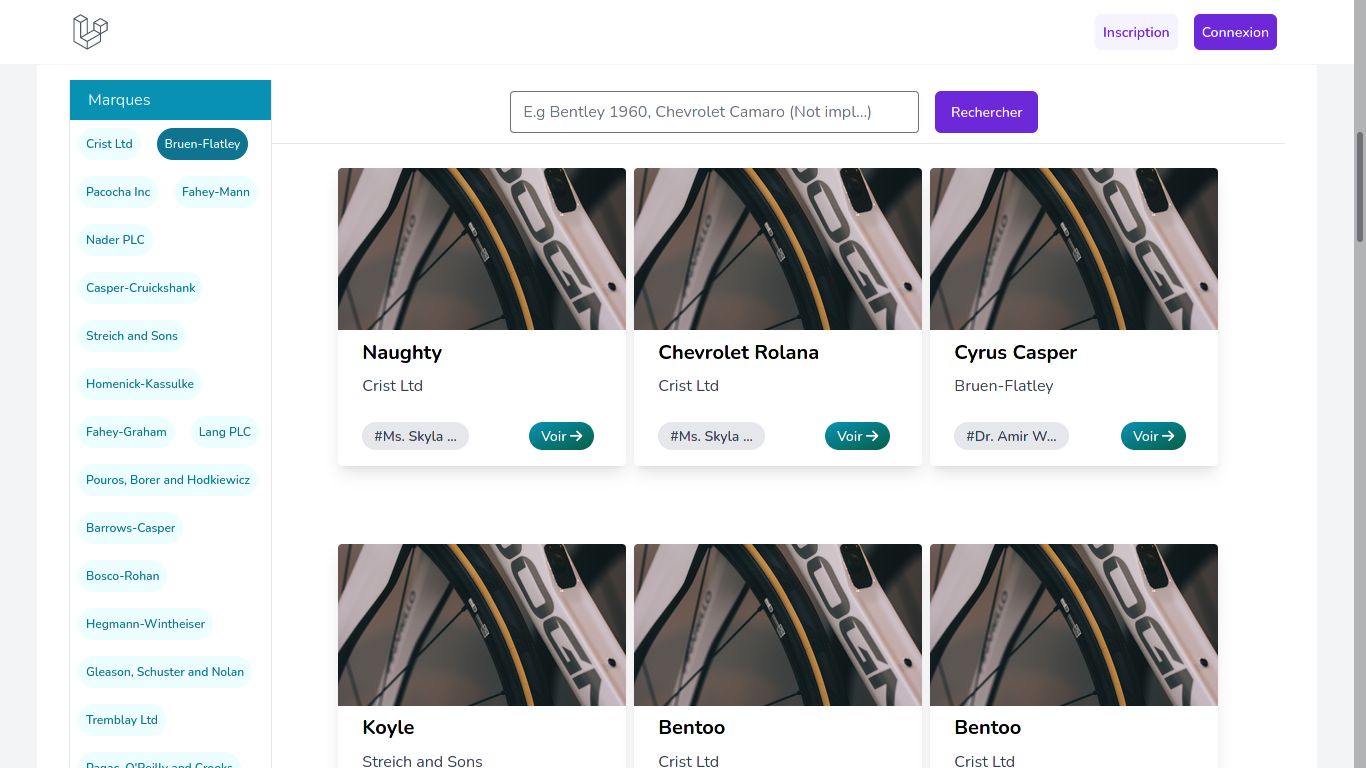 Inscription
Connexion
Marques
E.g Bentley 1960, Chevrolet Camaro (Not impl...)
Rechercher
Crist Ltd
Bruen-Flatley
Pacocha Inc
Fahey-Mann
Nader PLC
Casper-Cruickshank
Streich and Sons
Homenick-Kassulke
Fahey-Graham
Lang PLC
Pouros, Borer and Hodkiewicz
Barrows-Casper
Bosco-Rohan
Hegmann-Wintheiser
Gleason, Schuster and Nolan
Tremblay Ltd
Naughty
Crist Ltd
#Ms. Skyla ...
Voir →
Chevrolet Rolana
Crist Ltd
#Ms. Skyla ...
Voir →
Cyrus Casper
Bruen-Flatley
#Dr. Amir W...
Voir →
Koyle
Streich and Sons
Bentoo
Crist Ltd
Bentoo
Crist Ltd